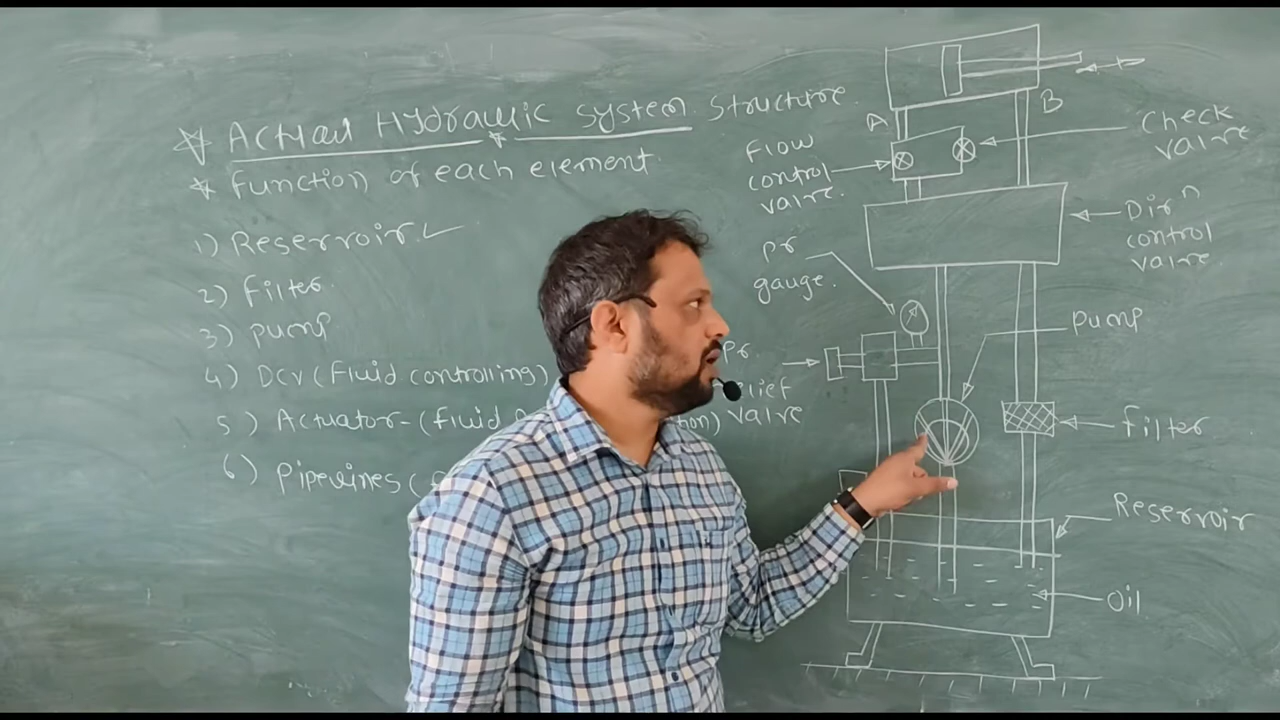 Actual Hydraulic system structure.
* function of each element.
1) Reservoir.
2) Filter.
3) pump
4) DCV (Fluid controlling)
5) Actuator - (fluid
6) pipelines (
A
B
Flow
control
valve.
Check
valve
Dirn
control
valve.
pr
gauge.
pump
pr.
valve
filter
Reservoir
Oil